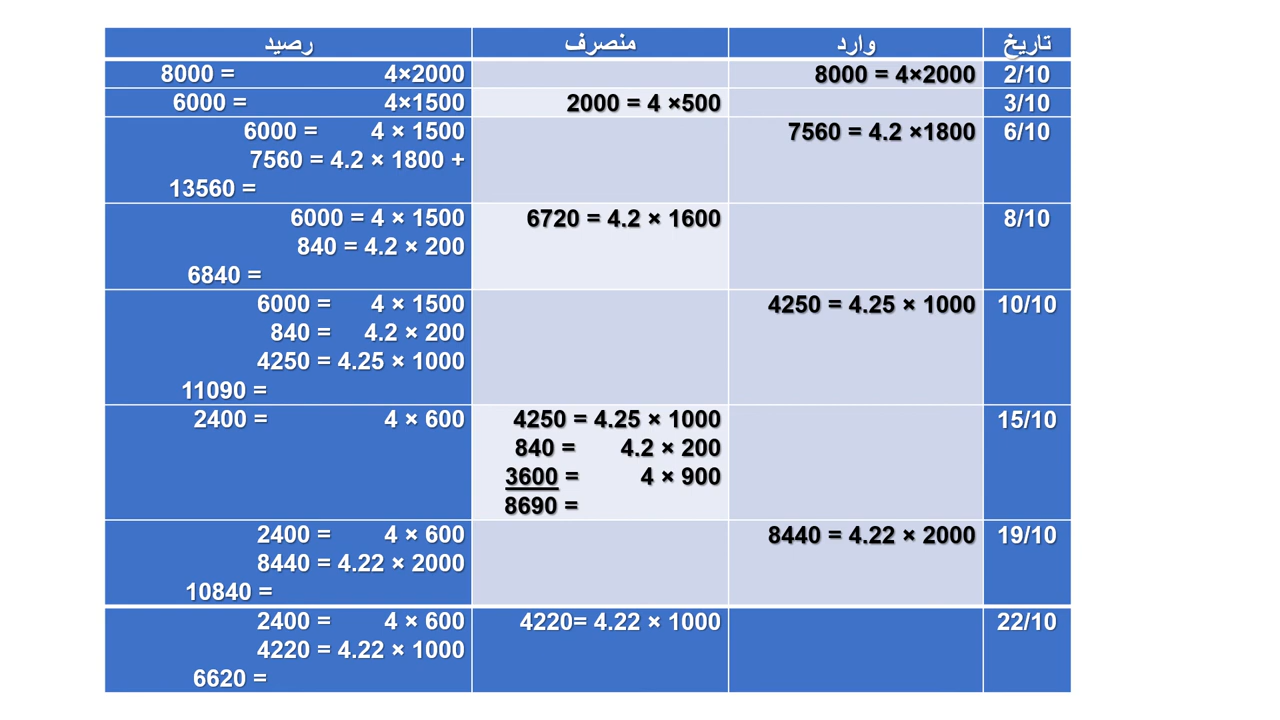 تاريخ
وارد
منصرف
رصيد
2/10
8000 = 4×2000
8000 = 4×2000
3/10
2000 = 4 ×500
6000 = 4×1500
6/10
7560 = 4.2 ×1800
6000 = 4 × 1500
7560 = 4.2 × 1800 +
13560 =
8/10
6720 = 4.2 × 1600
6000 = 4 × 1500
840 = 4.2 × 200
6840 =
10/10
4250 = 4.25 × 1000
6000 = 4 × 1500
840 = 4.2 × 200
4250 = 4.25 × 1000
11090 =
15/10
4250 = 4.25 × 1000
840 = 4.2 × 200
3600 = 4 × 900
8690 =
2400 = 4 × 600
19/10
8440 = 4.22 × 2000
2400 = 4 × 600
8440 = 4.22 × 2000
10840 =
22/10
4220= 4.22 × 1000
2400 = 4 × 600
4220 = 4.22 × 1000
6620 =